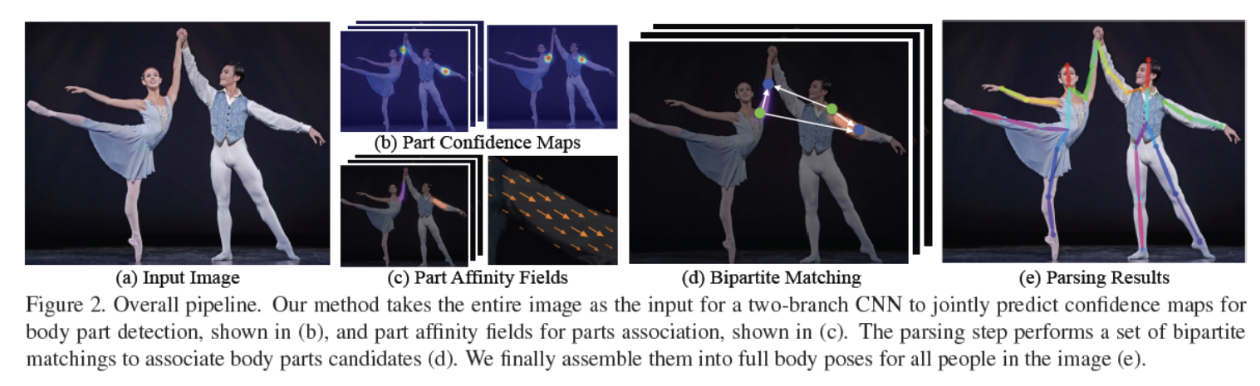 (b) Part Confidence Maps
(a) Input Image
(c) Part Affinity Fields
(d) Bipartite Matching
(e) Parsing Results
Figure 2. Overall pipeline. Our method takes the entire image as the input for a two-branch CNN to jointly predict confidence maps for
body part detection, shown in (b), and part affinity fields for parts association, shown in (c). The parsing step performs a set of bipartite
matchings to associate body parts candidates (d). We finally assemble them into full body poses for all people in the image (e).